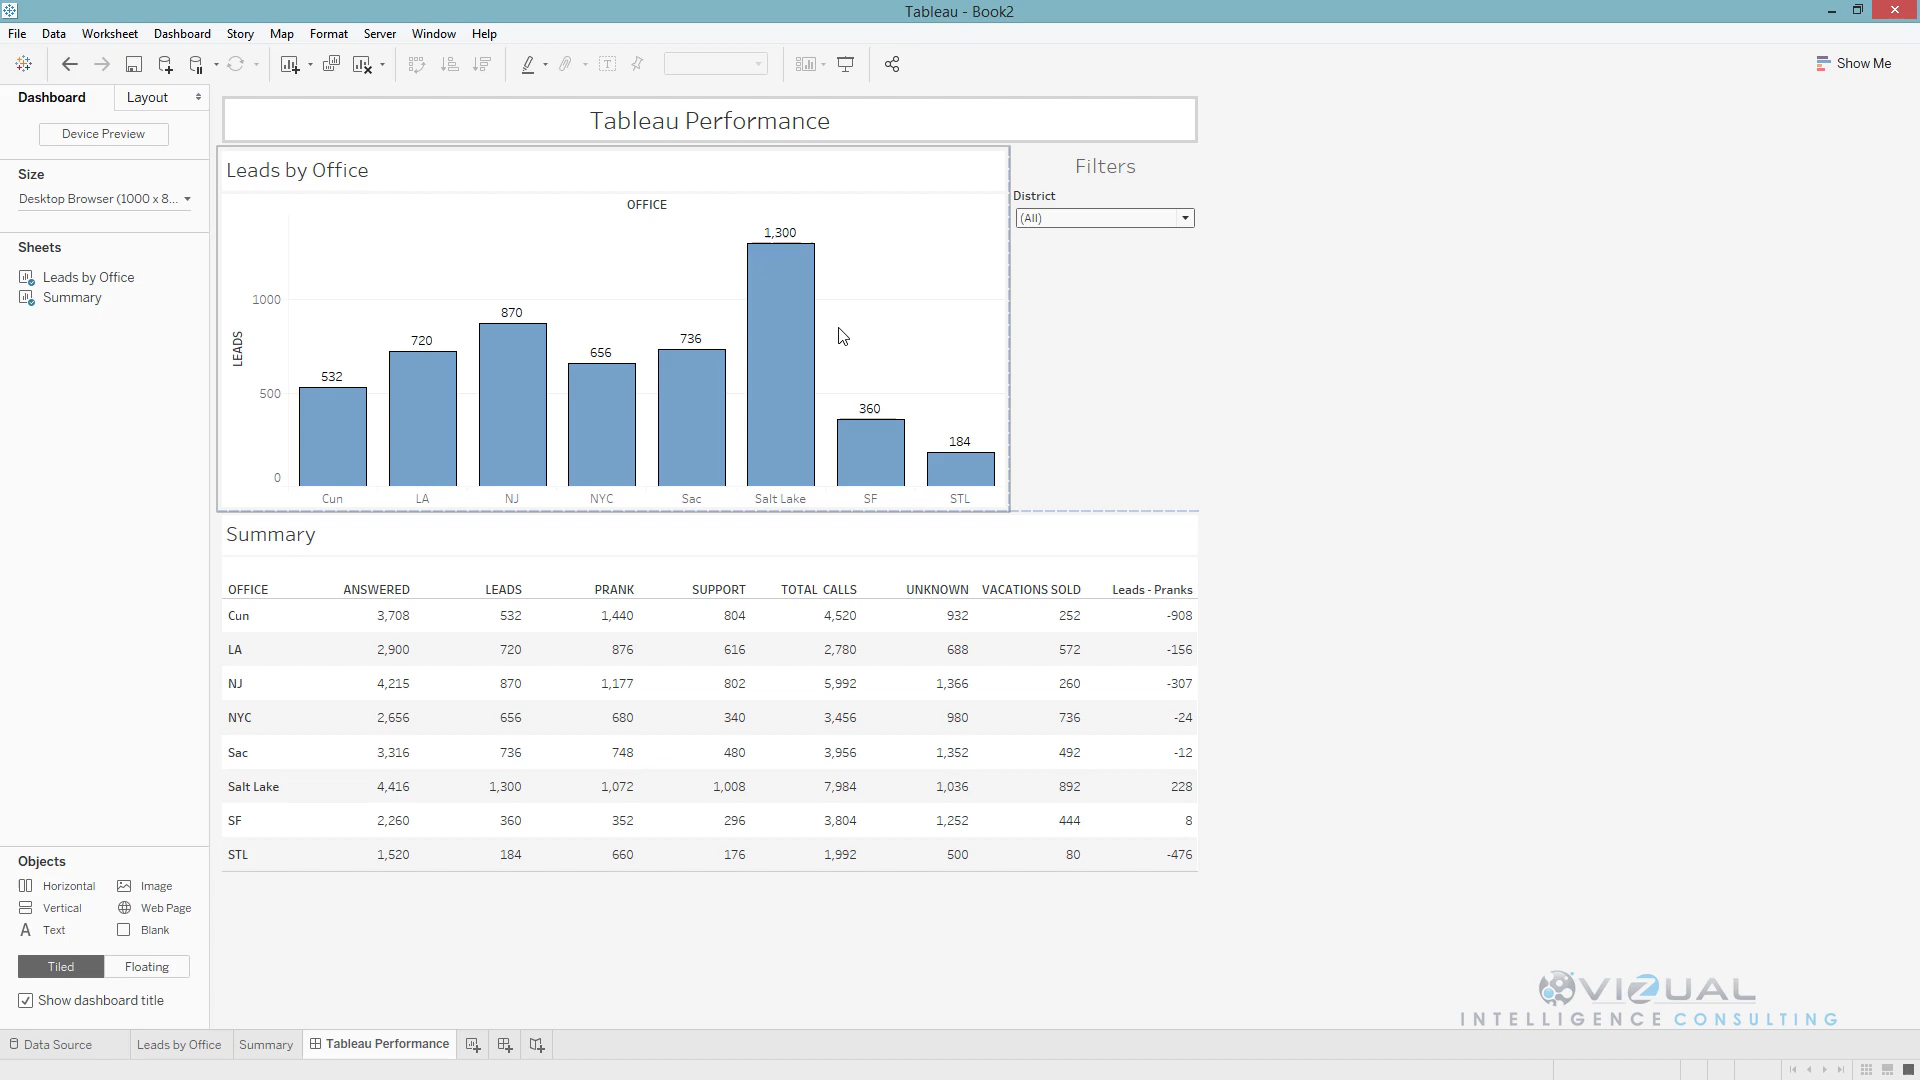 Tableau - Book2
File Data Worksheet Dashboard Story Map Format Server Window Help
Show Me
Dashboard Layout
Device Preview
Size
Desktop Browser (1000 x 8...
Sheets
Leads by Office
Summary
Tableau Performance
Leads by Office
OFFICE
LEADS
1000
500
0
532
720
870
656
736
1,300
360
184
Cun LA NJ NYC Sac Salt Lake SF STL
Filters
District
(All)
Summary
OFFICE ANSWERED LEADS PRANK SUPPORT TOTAL CALLS UNKNOWN VACATIONS SOLD Leads - Pranks
Cun 3,708 532 1,440 804 4,520 932 252 -908
LA 2,900 720 876 616 2,780 688 572 -156
NJ 4,215 870 1,177 802 5,992 1,366 260 -307
NYC 2,656 656 680 340 3,456 980 736 -24
Sac 3,316 736 748 480 3,956 1,352 492 -12
Salt Lake 4,416 1,300 1,072 1,008 7,984 1,036 892 228
SF 2,260 360 352 296 3,804 1,252 444 8
STL 1,520 184 660 176 1,992 500 80 -476
Objects
Horizontal Image
Vertical Web Page
A Text Blank
Tiled Floating
Show dashboard title
VIZUAL
INTELLIGENCE CONSULTING
Data Source Leads by Office Summary Tableau Performance